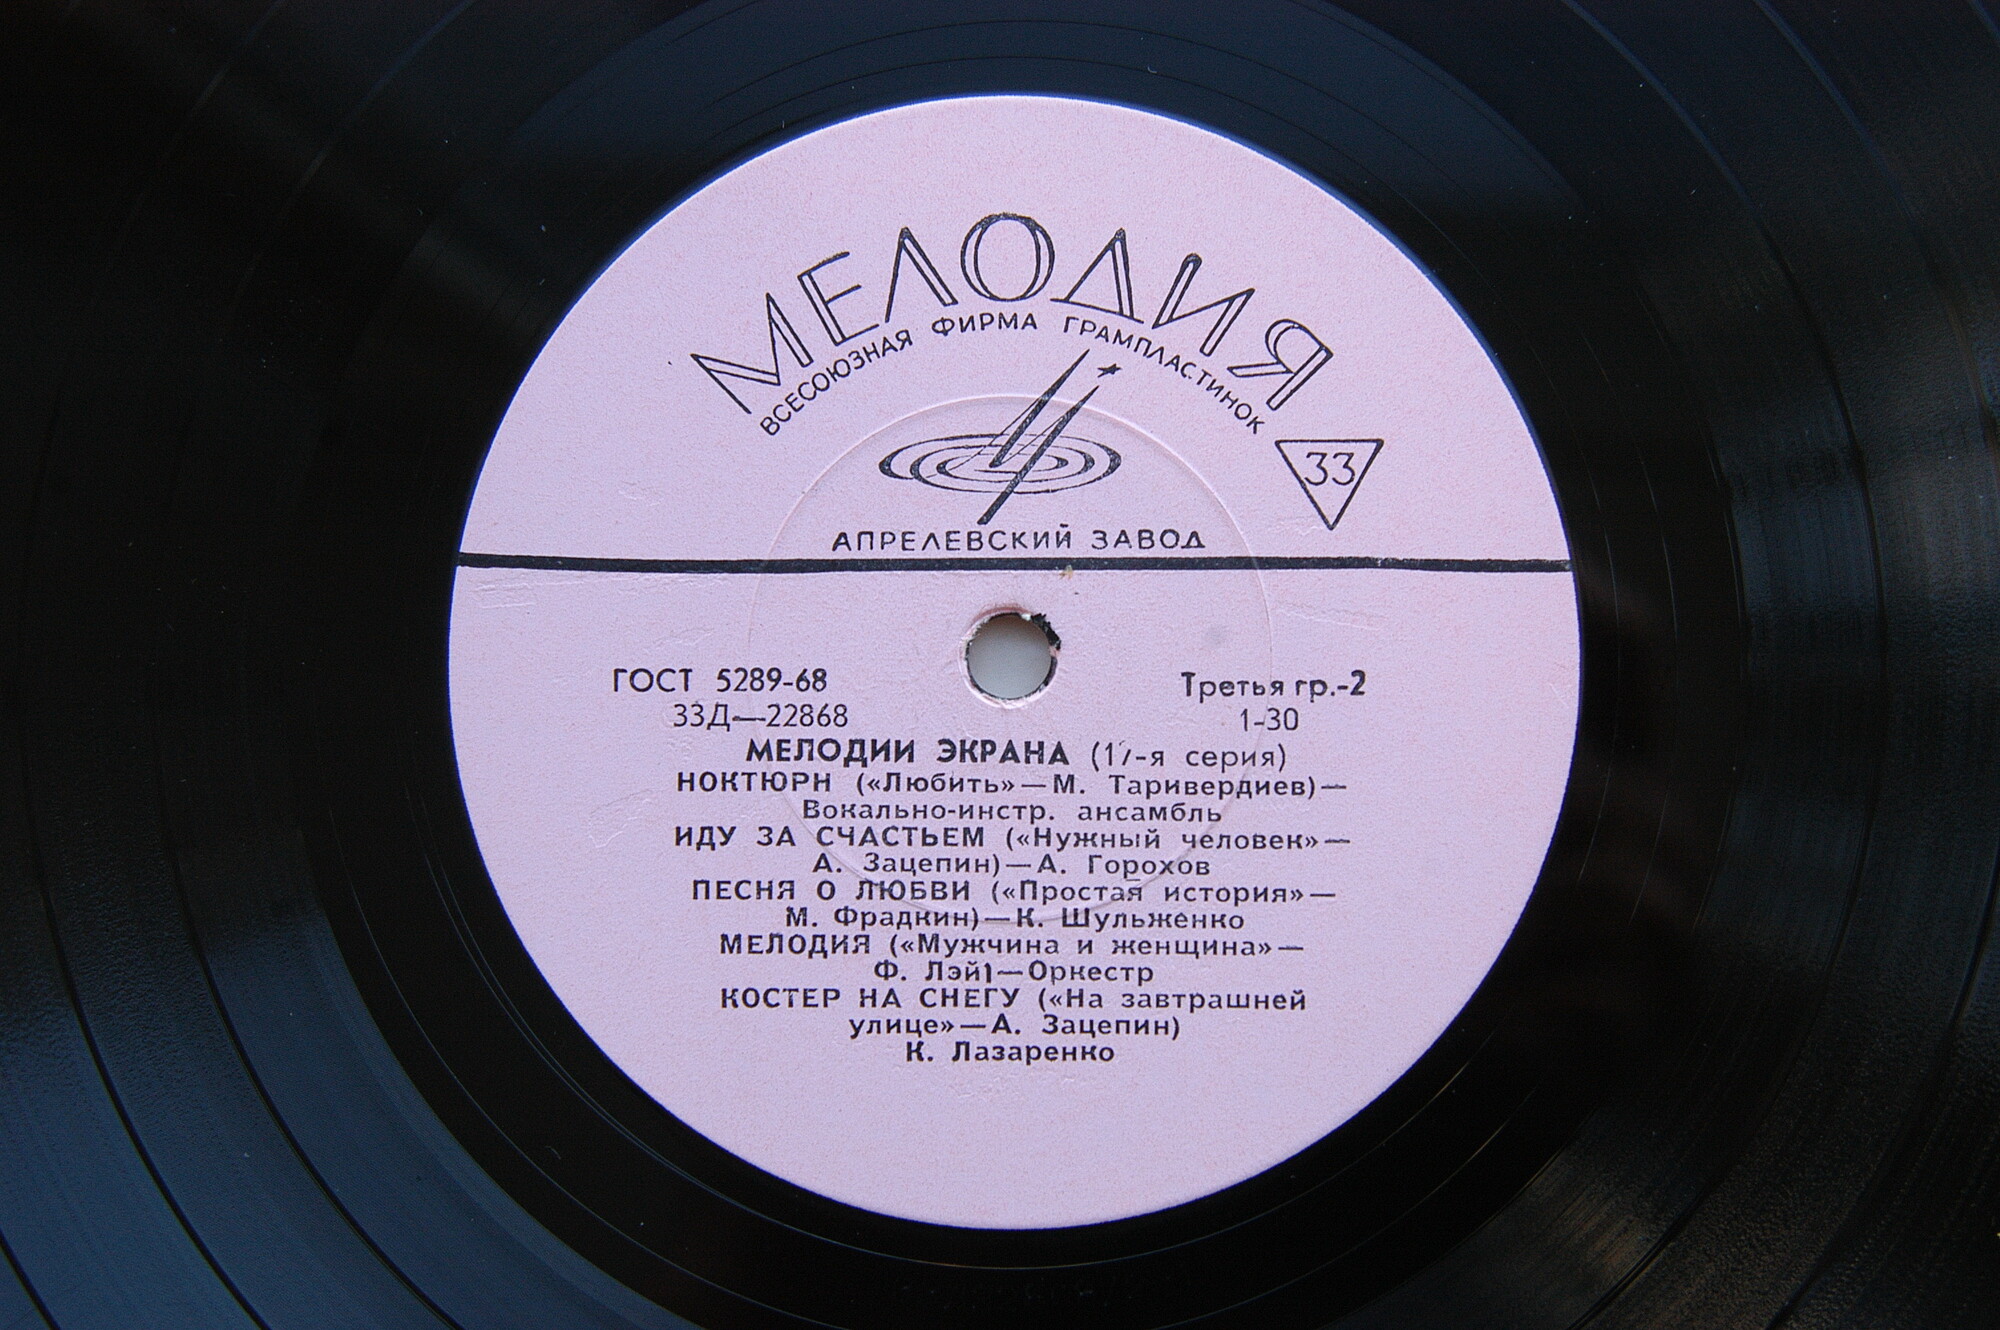 МЕЛОДИЯ
ВСЕСОЮЗНАЯ ФИРМА ГРАМПЛАСТИНОК
33
АПРЕЛЕВСКИЙ ЗАВОД
ГОСТ 5289-68 Третья гр.-2
33Д—22868 1-30
МЕЛОДИИ ЭКРАНА (17-я серия)
НОКТЮРН («Любить»—М. Таривердиев)—
Вокально-инстр. ансамбль
ИДУ ЗА СЧАСТЬЕМ («Нужный человек»—
А. Зацепин)—А. Горохов
ПЕСНЯ О ЛЮБВИ («Простая история»—
М. Фрадкин)—К. Шульженко
МЕЛОДИЯ («Мужчина и женщина»—
Ф. Лэй)—Оркестр
КОСТЕР НА СНЕГУ («На завтрашней
улице»—А. Зацепин)
К. Лазаренко